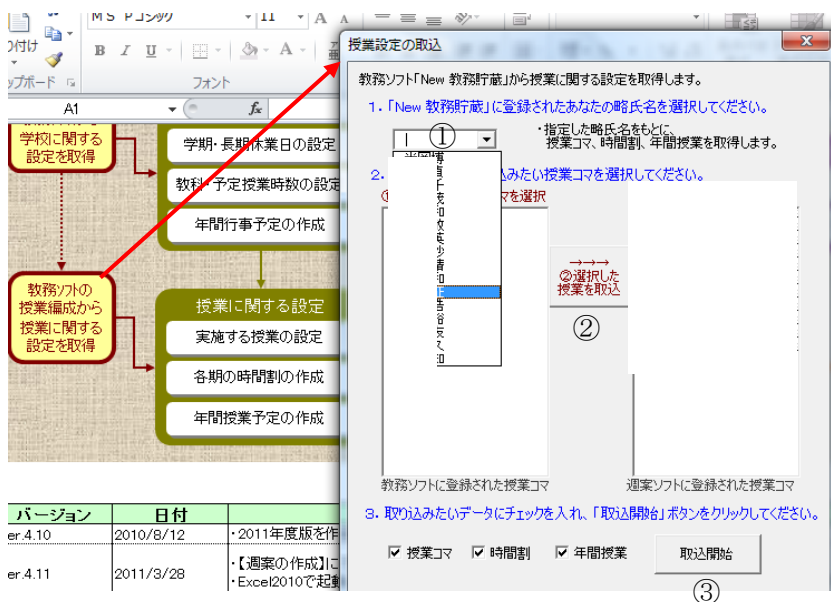 MS Pゴシック
11
A
B I U
フォント
A1
fx
学校に関する
設定を取得
学期・長期休業日の設定
教科・予定授業時数の設定
年間行事予定の作成
教務ソフトの
授業編成から
授業に関する
設定を取得
授業に関する設定
実施する授業の設定
各期の時間割の作成
年間授業予定の作成
バージョン 日付
er.4.10 2010/8/12 ・2011年度版を作
er.4.11 2011/3/28 ・【週案の作成】に
・Excel2010で起動
授業設定の取込
教務ソフト「New 教務貯蔵」から授業に関する設定を取得します。
1.「New 教務貯蔵」に登録されたあなたの略氏名を選択してください。
①
・指定した略氏名をもとに、
授業コマ、時間割、年間授業を取得します。
2. 込みたい授業コマを選択してください。
マを選択
→→→
②選択した
授業を取込
②
教務ソフトに登録された授業コマ
週案ソフトに登録された授業コマ
3. 取り込みたいデータにチェックを入れ、「取込開始」ボタンをクリックしてください。
授業コマ 時間割 年間授業 取込開始
③